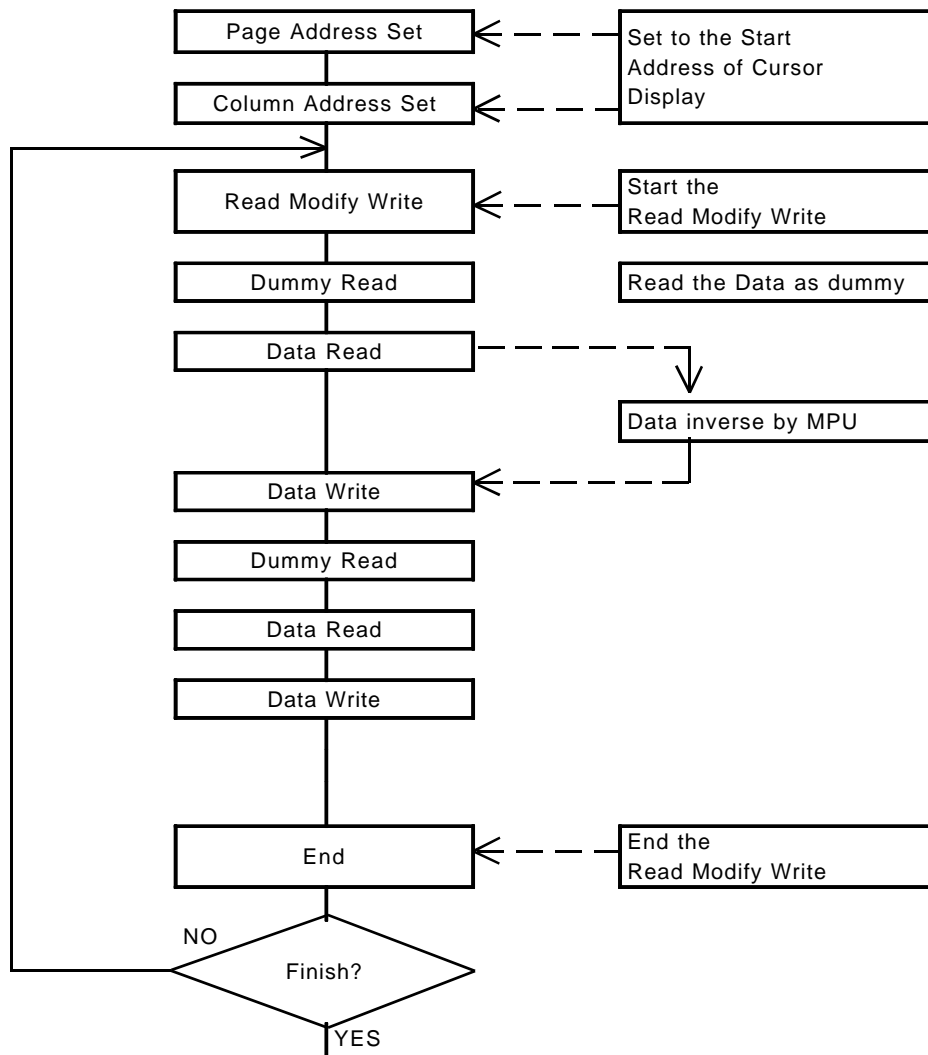 Page Address Set
Set to the Start
Address of Cursor
Display
Column Address Set
Read Modify Write
Start the
Read Modify Write
Dummy Read
Read the Data as dummy
Data Read
Data inverse by MPU
Data Write
Dummy Read
Data Read
Data Write
End
End the
Read Modify Write
NO
Finish?
YES